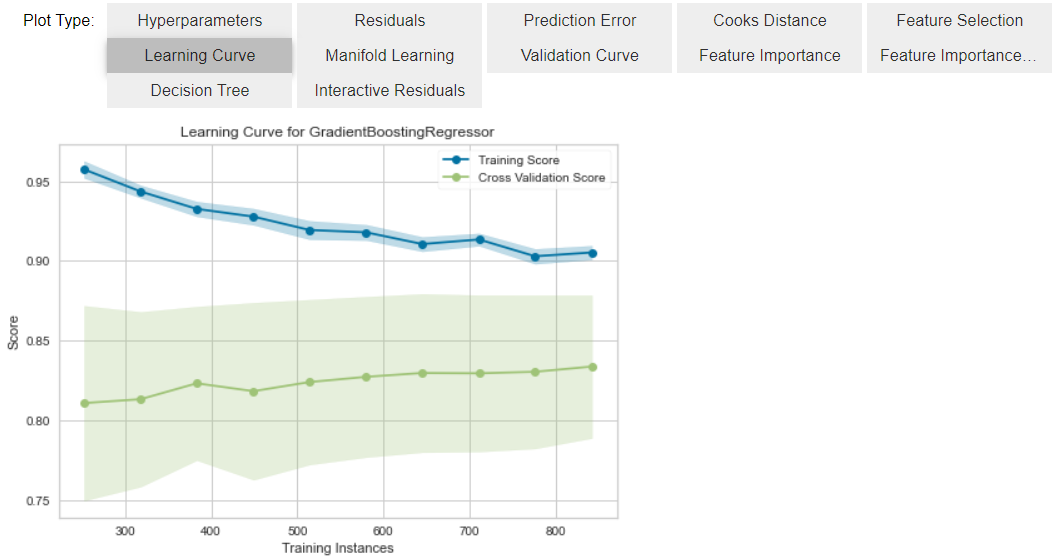 Plot Type: Hyperparameters Residuals Prediction Error Cooks Distance Feature Selection
Learning Curve Manifold Learning Validation Curve Feature Importance Feature Importance…
Decision Tree Interactive Residuals
Learning Curve for GradientBoostingRegressor
Training Score
Cross Validation Score
0.95
0.90
0.85
0.80
0.75
Score
300 400 500 600 700 800
Training Instances